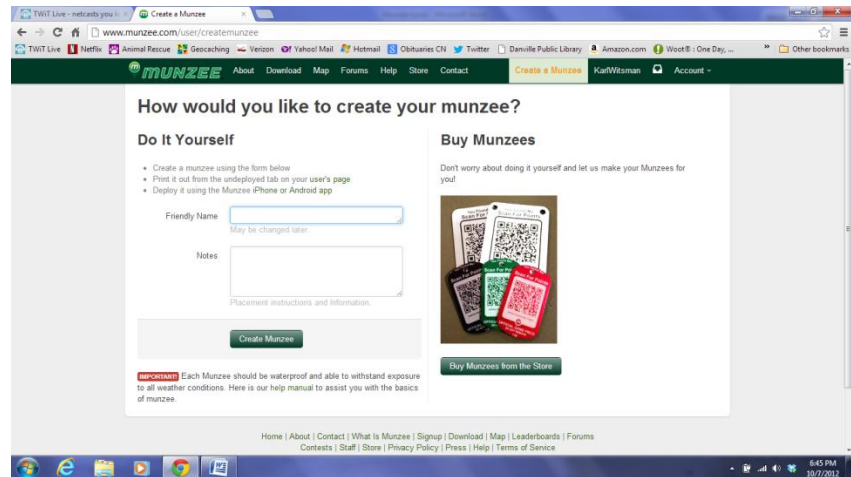 TWiT Live - netcasts you l
Create a Munzee
www.munzee.com/user/createmunzee
TWiT Live
Netflix
Animal Rescue
Geocaching
Verizon
Yahoo! Mail
Hotmail
Obituaries CN
Twitter
Danville Public Library
Amazon.com
Woot® : One Day, ...
»
Other bookmarks
MUNZEE
About
Download
Map
Forums
Help
Store
Contact
Create a Munzee
KarlWitsman
Account
How would you like to create your munzee?
Do It Yourself
Create a munzee using the form below
Print it out from the undeployed tab on your user's page
Deploy it using the Munzee iPhone or Android app
Friendly Name
May be changed later.
Notes
Placement instructions and Information.
Create Munzee
IMPORTANT! Each Munzee should be waterproof and able to withstand exposure
to all weather conditions. Here is our help manual to assist you with the basics
of munzee.
Buy Munzees
Don't worry about doing it yourself and let us make your Munzees for
you!
Scan For Points
Buy Munzees from the Store
Home | About | Contact | What Is Munzee | Signup | Download | Map | Leaderboards | Forums
Contests | Staff | Store | Privacy Policy | Press | Help | Terms of Service
6:45 PM
10/7/2012